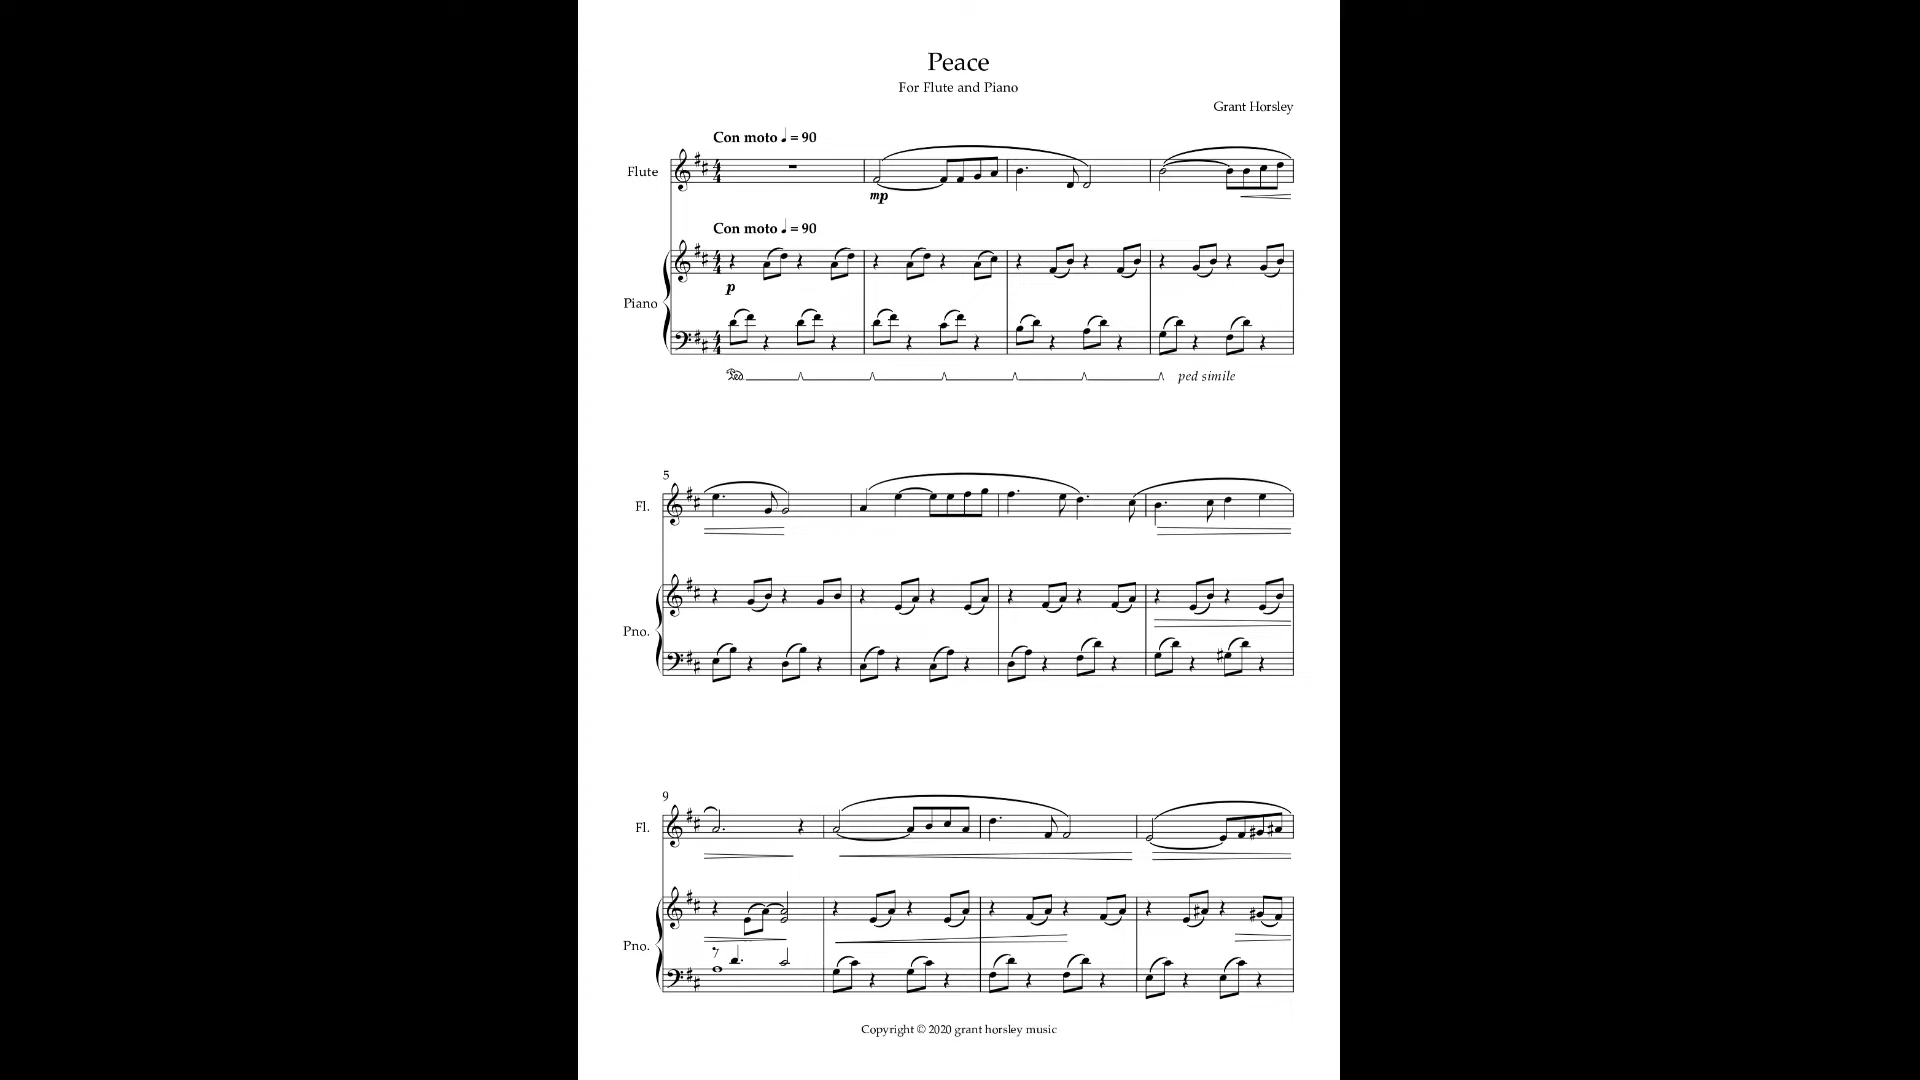 Peace
For Flute and Piano
Grant Horsley
Con moto ♩ = 90
Flute
mp
Con moto ♩ = 90
p
Piano
Ped
ped simile
5
Fl.
Pno.
9
Fl.
Pno.
Copyright © 2020 grant horsley music